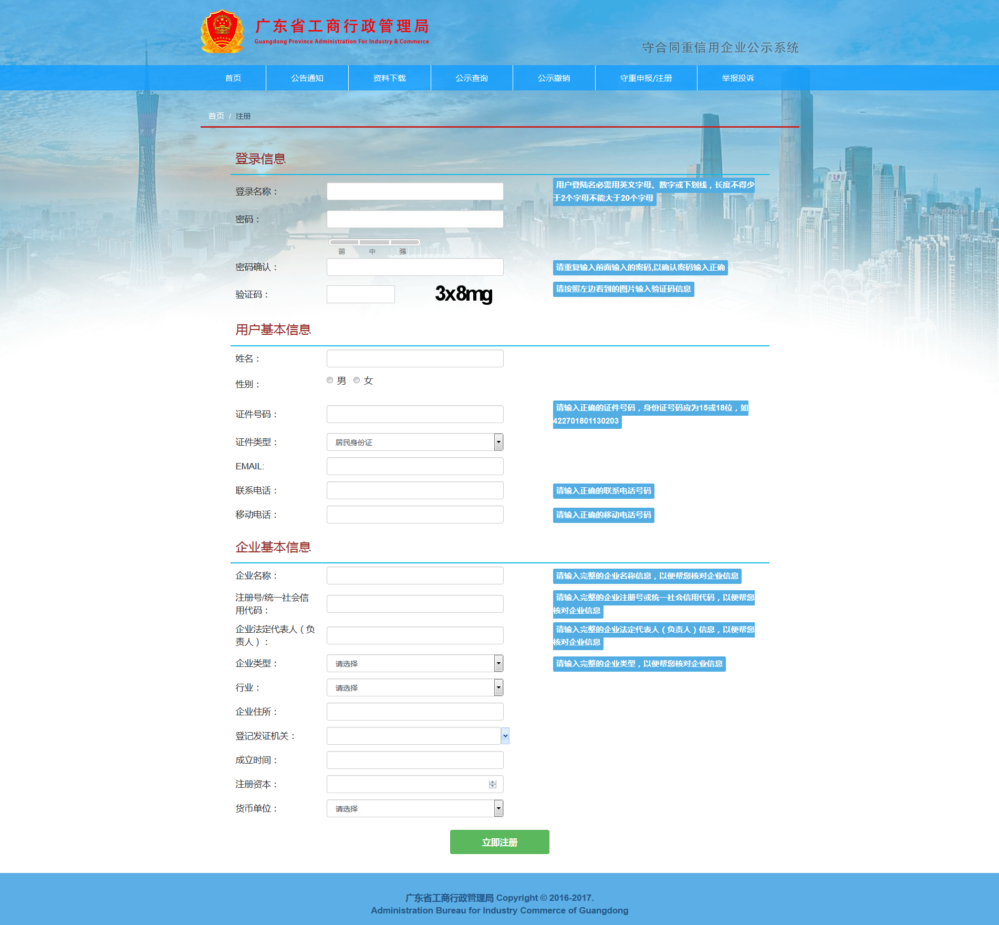 广东省工商行政管理局
Guangdong Province Administration For Industry & Commerce
守合同重信用企业公示系统
首页 公告通知 资料下载 公示查询 公示撤销 守重申报/注册 举报投诉
首页 / 注册
登录信息
登录名称：
用户登陆名必需用英文字母、数字或下划线，长度不得少
于2个字母不能大于20个字母
密码：
弱 中 强
密码确认：
请重复输入前面输入的密码,以确认密码输入正确
验证码：
3x8mg
请按照左边看到的图片输入验证码信息
用户基本信息
姓名：
性别：
男 女
证件号码：
请输入正确的证件号码，身份证号码应为15或18位，如
422701801130203
证件类型：
居民身份证
EMAIL:
联系电话：
请输入正确的联系电话号码
移动电话：
请输入正确的移动电话号码
企业基本信息
企业名称：
请输入完整的企业名称信息，以便帮您核对企业信息
注册号/统一社会信
用代码：
请输入完整的企业注册号或统一社会信用代码，以便帮您
核对企业信息
企业法定代表人（负
责人）：
请输入完整的企业法定代表人（负责人）信息，以便帮您
核对企业信息
企业类型：
请选择
请输入完整的企业类型，以便帮您核对企业信息
行业：
请选择
企业住所：
登记发证机关：
成立时间：
注册资本：
货币单位：
请选择
立即注册
广东省工商行政管理局 Copyright © 2016-2017.
Administration Bureau for Industry Commerce of Guangdong